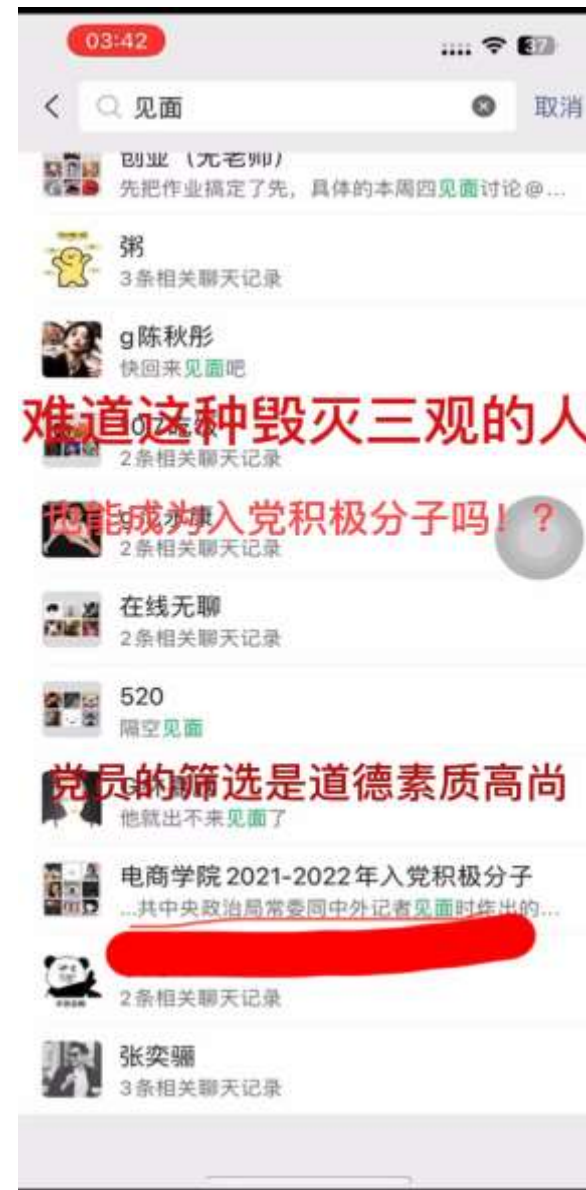 03:42
37
见面
取消
先把作业搞定了先，具体的本周四见面讨论@...
粥
3条相关聊天记录
g陈秋彤
快回来见面吧
难道这种毁灭三观的人
2条相关聊天记录
也能成为入党积极分子吗！？
2条相关聊天记录
在线无聊
2条相关聊天记录
520
隔空见面
党员的筛选是道德素质高尚
他就出不来见面了
电商学院2021-2022年入党积极分子
...共中央政治局常委同中外记者见面时作出的...
2条相关聊天记录
张奕骊
3条相关聊天记录